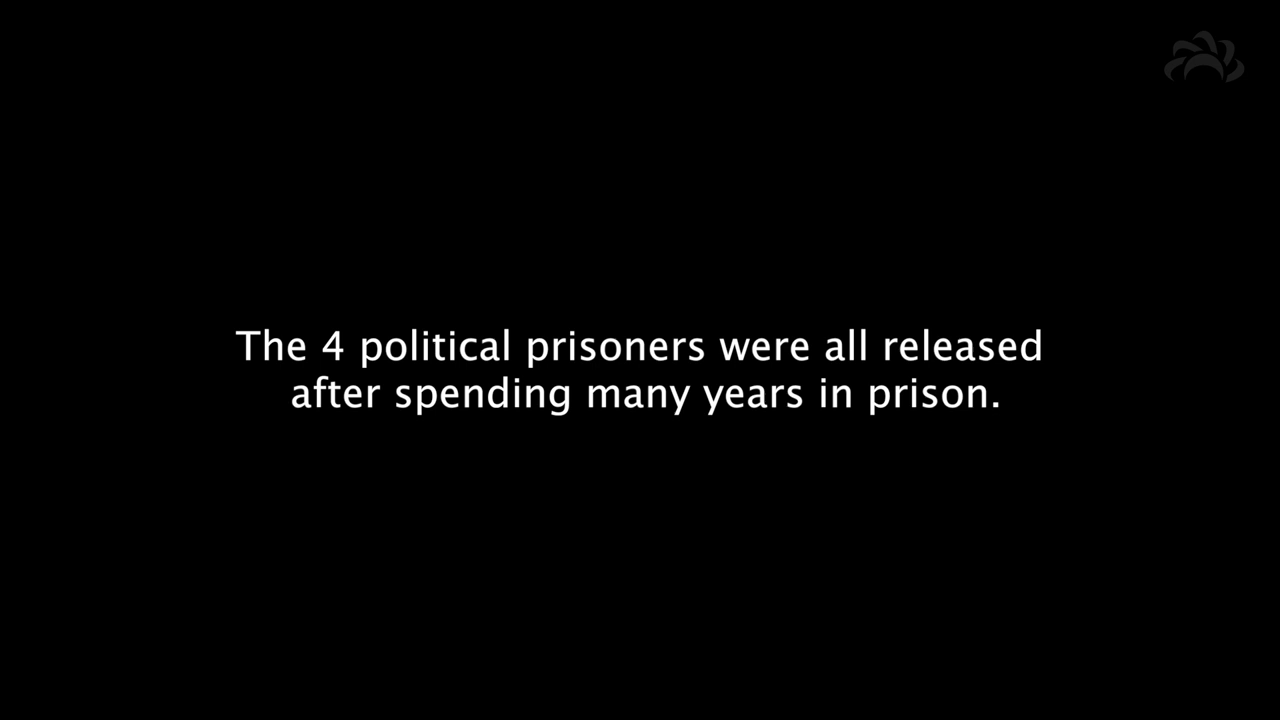 The 4 political prisoners were all released
after spending many years in prison.